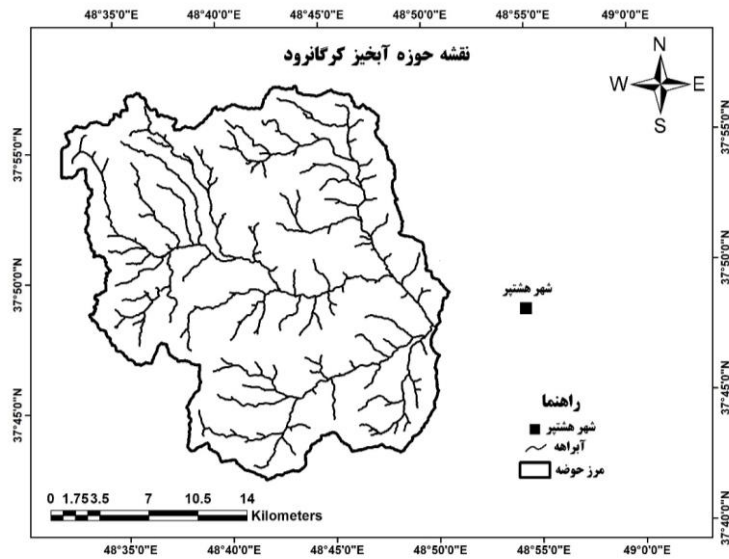 48°35'0"E 48°40'0"E 48°45'0"E 48°50'0"E 48°55'0"E 49°0'0"E
نقشه حوزه آبخیز کرگانرود
N
W E
S
37°55'0"N 37°55'0"N
37°50'0"N 37°50'0"N
شهر هشتپر
37°45'0"N 37°45'0"N
راهنما
شهر هشتپر
آبراهه
مرز حوضه
0 1.75 3.5 7 10.5 14
Kilometers
37°40'0"N
48°35'0"E 48°40'0"E 48°45'0"E 48°50'0"E 48°55'0"E 49°0'0"E